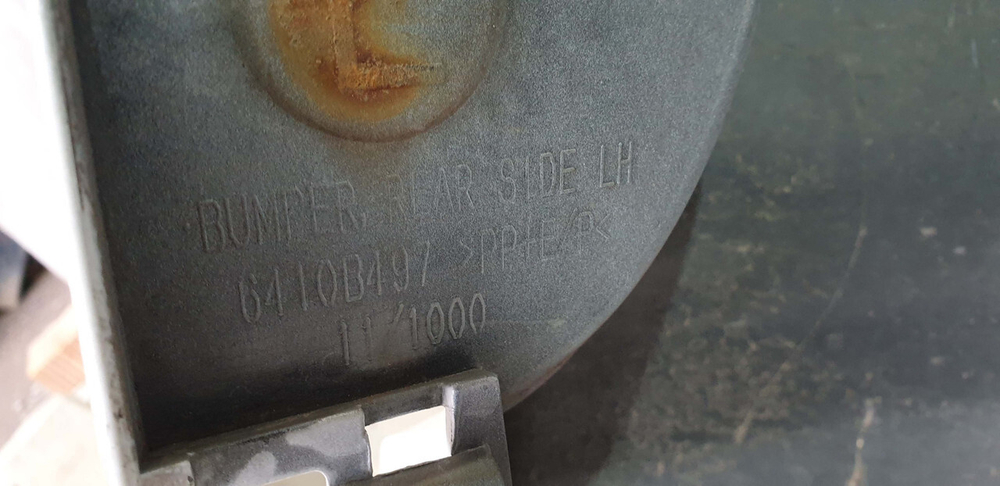 BUMPER, REAR SIDE LH
6410B497 >PP+E/P<
11/1000